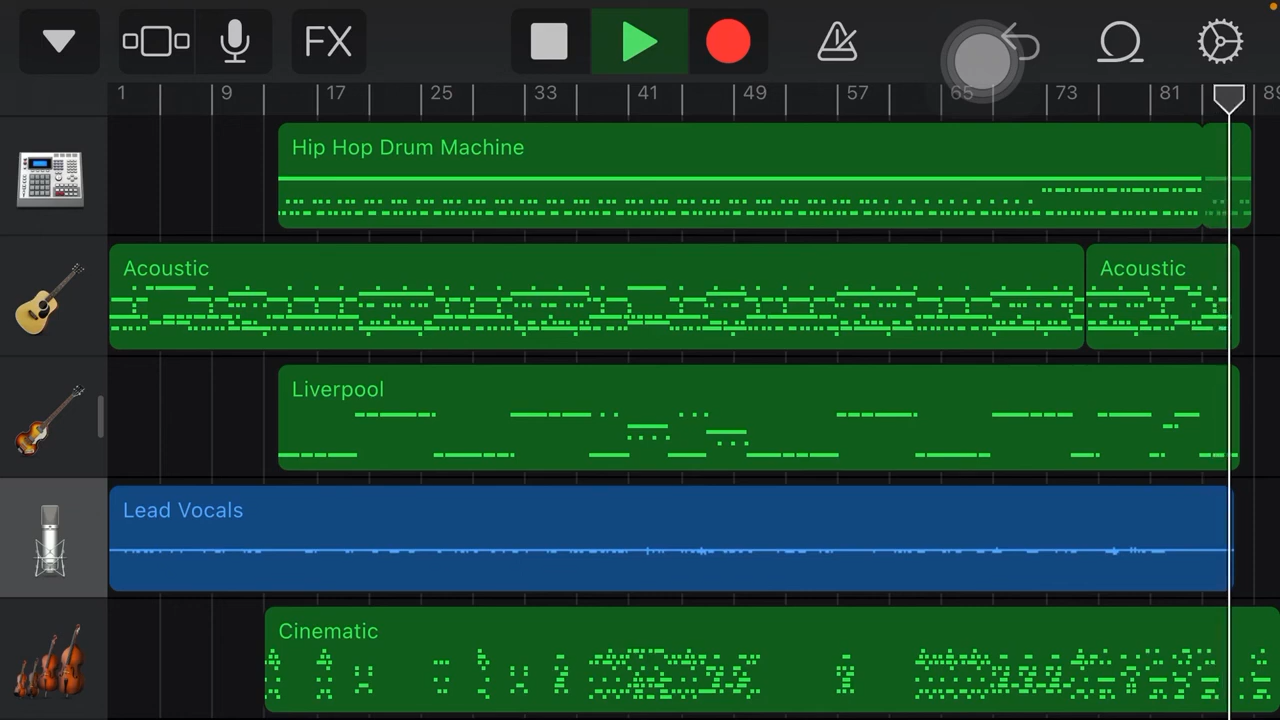 FX
1 9 17 25 33 41 49 57 65 73 81 89
Hip Hop Drum Machine
Acoustic Acoustic
Liverpool
Lead Vocals
Cinematic